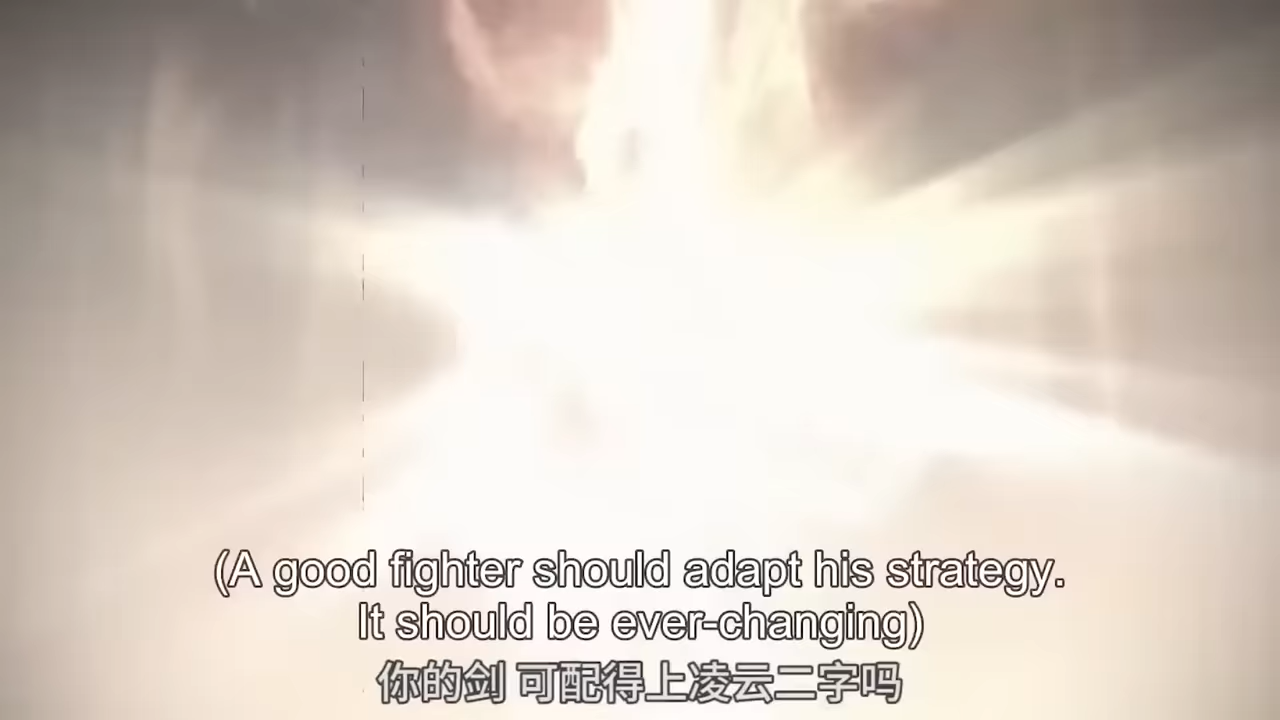 (A good fighter should adapt his strategy.
It should be ever-changing)
你的剑 可配得上凌云二字吗